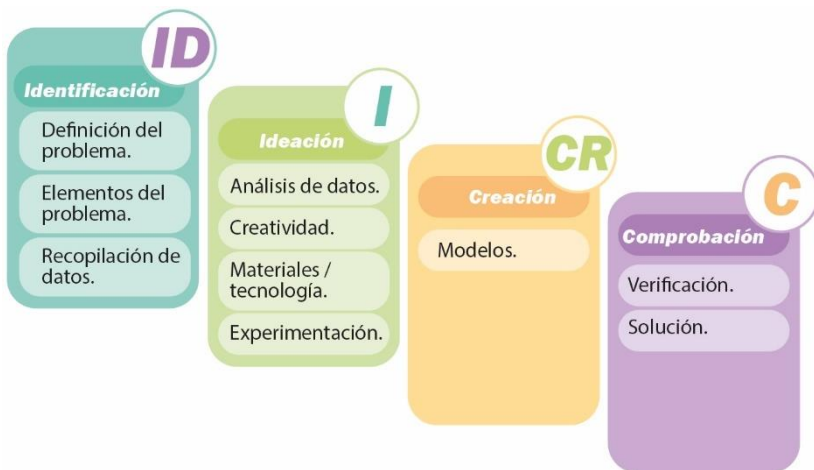 ID
Identificación
Definición del
problema.
Elementos del
problema.
Recopilación de
datos.
I
Ideación
Análisis de datos.
Creatividad.
Materiales /
tecnología.
Experimentación.
CR
Creación
Modelos.
C
Comprobación
Verificación.
Solución.